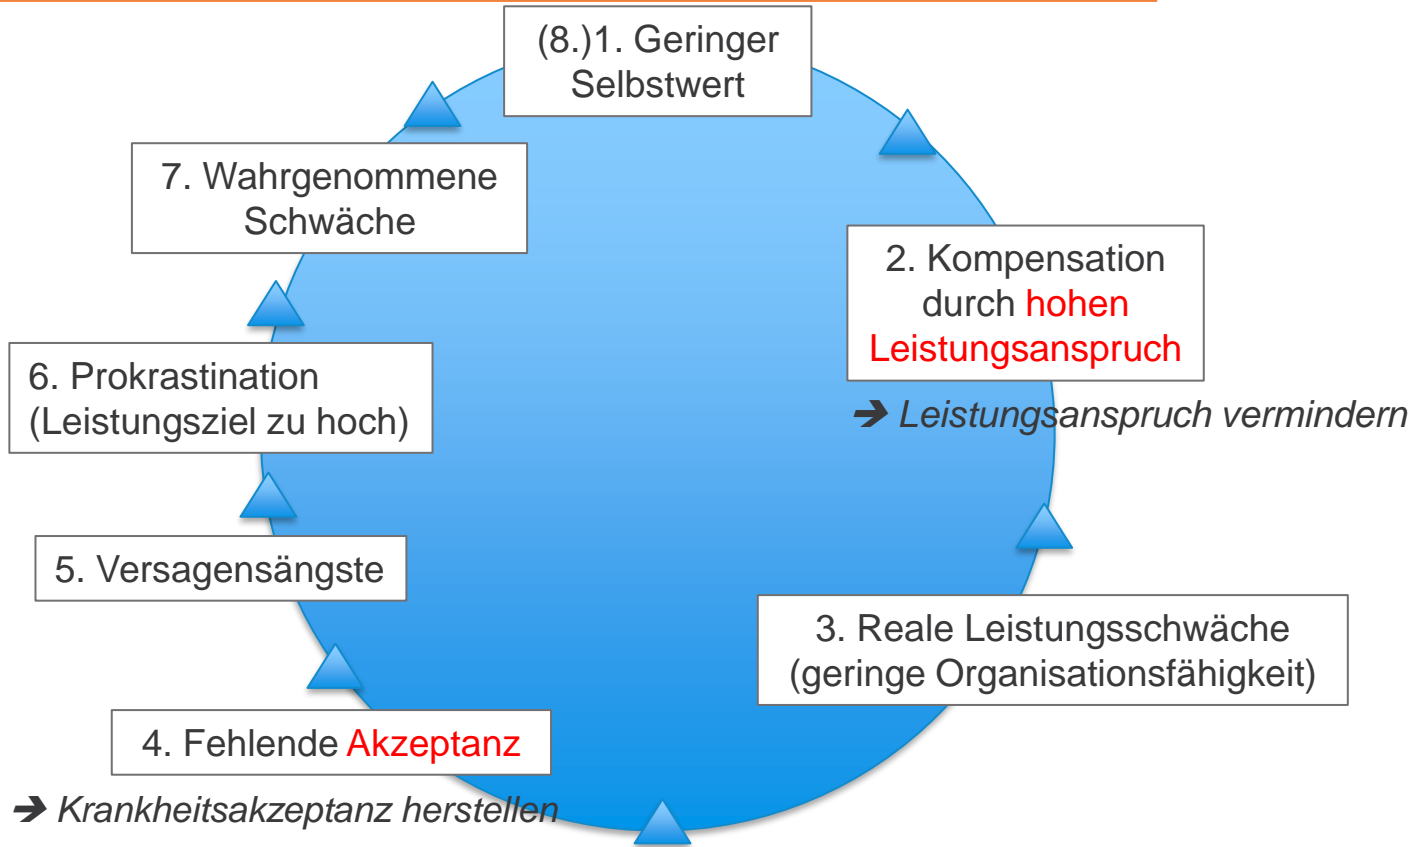 (8.)1. Geringer
Selbstwert
2. Kompensation
durch hohen
Leistungsanspruch
➔ Leistungsanspruch vermindern
3. Reale Leistungsschwäche
(geringe Organisationsfähigkeit)
4. Fehlende Akzeptanz
➔ Krankheitsakzeptanz herstellen
5. Versagensängste
6. Prokrastination
(Leistungsziel zu hoch)
7. Wahrgenommene
Schwäche